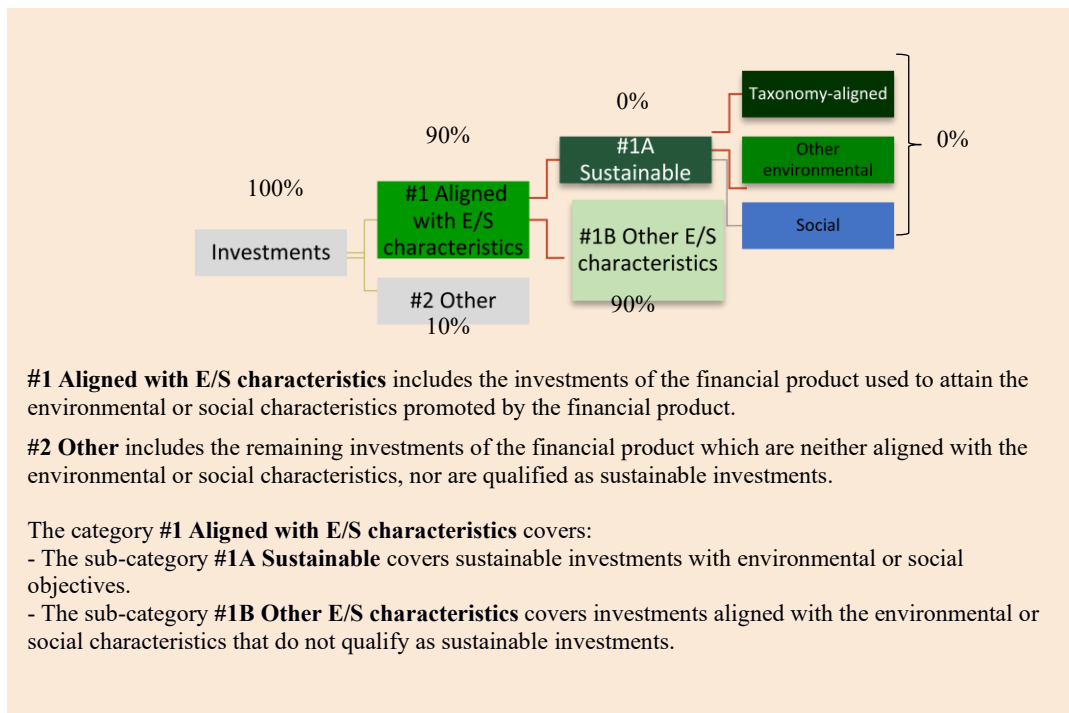 0%
Taxonomy-aligned
90%
#1A
Sustainable
Other
environmental
0%
100%
#1 Aligned
with E/S
characteristics
Social
Investments
#1B Other E/S
characteristics
#2 Other
10%
90%
#1 Aligned with E/S characteristics includes the investments of the financial product used to attain the
environmental or social characteristics promoted by the financial product.
#2 Other includes the remaining investments of the financial product which are neither aligned with the
environmental or social characteristics, nor are qualified as sustainable investments.
The category #1 Aligned with E/S characteristics covers:
- The sub-category #1A Sustainable covers sustainable investments with environmental or social
objectives.
- The sub-category #1B Other E/S characteristics covers investments aligned with the environmental or
social characteristics that do not qualify as sustainable investments.